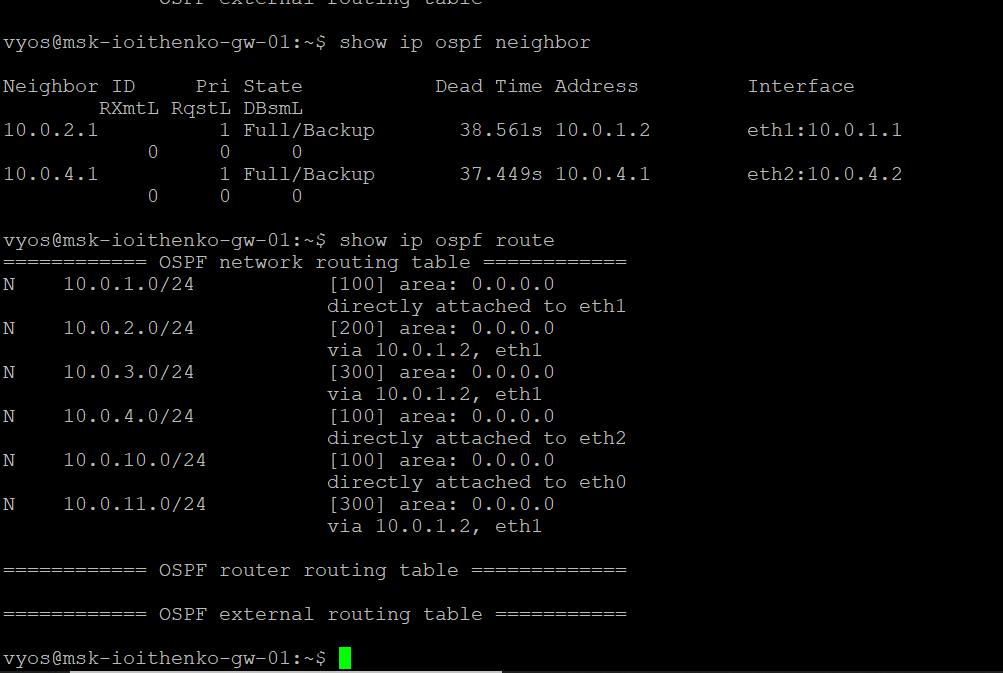 OSPF external routing table
vyos@msk-ioithenko-gw-01:~$ show ip ospf neighbor
Neighbor ID     Pri State           Dead Time Address         Interface
        RXmtL RqstL DBsmL
10.0.2.1          1 Full/Backup       38.561s 10.0.1.2        eth1:10.0.1.1
            0     0     0
10.0.4.1          1 Full/Backup       37.449s 10.0.4.1        eth2:10.0.4.2
            0     0     0
vyos@msk-ioithenko-gw-01:~$ show ip ospf route
============ OSPF network routing table ============
N    10.0.1.0/24           [100] area: 0.0.0.0
                           directly attached to eth1
N    10.0.2.0/24           [200] area: 0.0.0.0
                           via 10.0.1.2, eth1
N    10.0.3.0/24           [300] area: 0.0.0.0
                           via 10.0.1.2, eth1
N    10.0.4.0/24           [100] area: 0.0.0.0
                           directly attached to eth2
N    10.0.10.0/24          [100] area: 0.0.0.0
                           directly attached to eth0
N    10.0.11.0/24          [300] area: 0.0.0.0
                           via 10.0.1.2, eth1
============ OSPF router routing table =============
============ OSPF external routing table ===========
vyos@msk-ioithenko-gw-01:~$